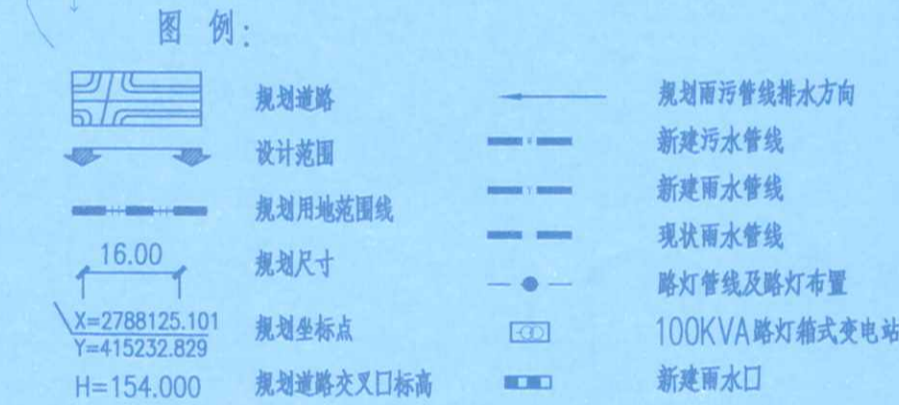 图 例:
规划道路
设计范围
规划用地范围线
16.00
规划尺寸
X=2788125.101
Y=415232.829
规划坐标点
H=154.000
规划道路交叉口标高
规划雨污管线排水方向
新建污水管线
新建雨水管线
现状雨水管线
路灯管线及路灯布置
100KVA路灯箱式变电站
新建雨水口